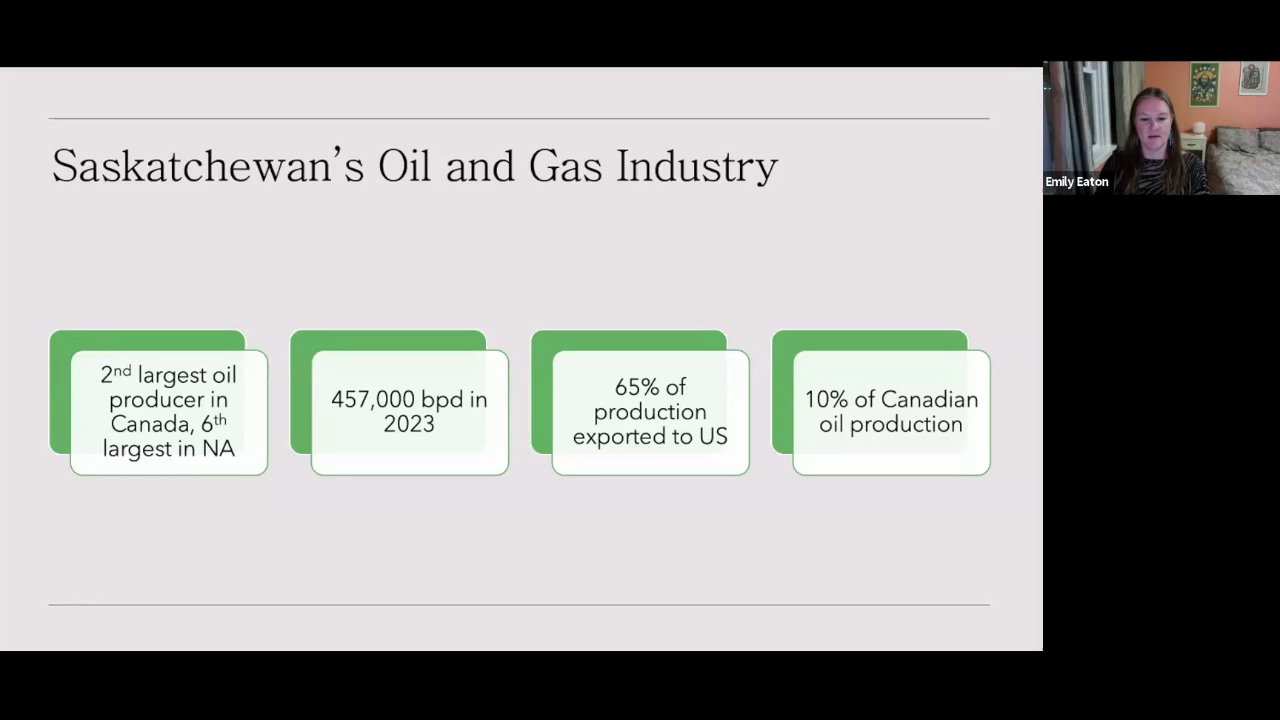 Saskatchewan’s Oil and Gas Industry
2nd largest oil
producer in
Canada, 6th
largest in NA
457,000 bpd in
2023
65% of
production
exported to US
10% of Canadian
oil production
Emily Eaton